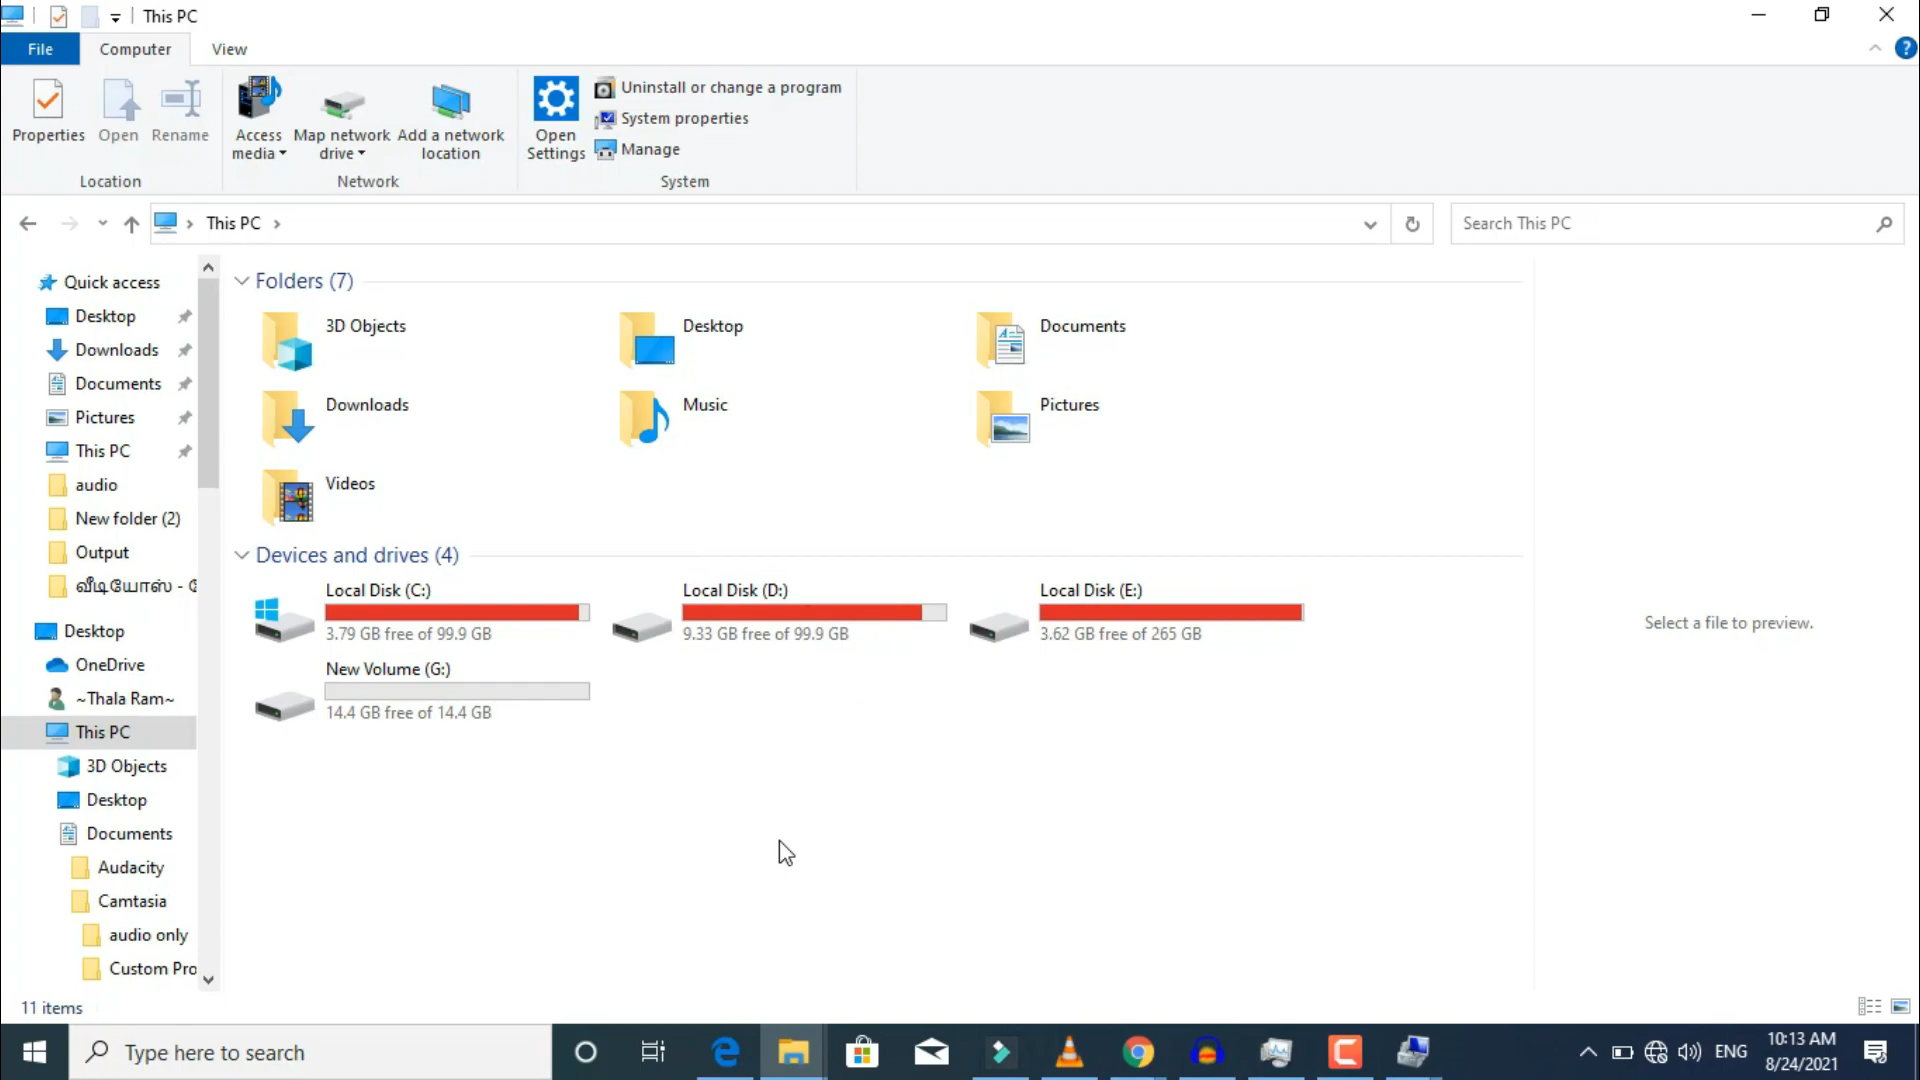 This PC
File
Computer
View
Properties
Open
Rename
Access media
Map network drive
Add a network location
Open Settings
Uninstall or change a program
System properties
Manage
Location
Network
System
This PC
Search This PC
Quick access
Desktop
Downloads
Documents
Pictures
This PC
audio
New folder (2)
Output
வீடியோஸ் -
Desktop
OneDrive
~Thala Ram~
This PC
3D Objects
Desktop
Documents
Audacity
Camtasia
audio only
Custom Pro
Folders (7)
3D Objects
Desktop
Documents
Downloads
Music
Pictures
Videos
Devices and drives (4)
Local Disk (C:)
3.79 GB free of 99.9 GB
Local Disk (D:)
9.33 GB free of 99.9 GB
Local Disk (E:)
3.62 GB free of 265 GB
New Volume (G:)
14.4 GB free of 14.4 GB
Select a file to preview.
11 items
Type here to search
ENG
10:13 AM
8/24/2021